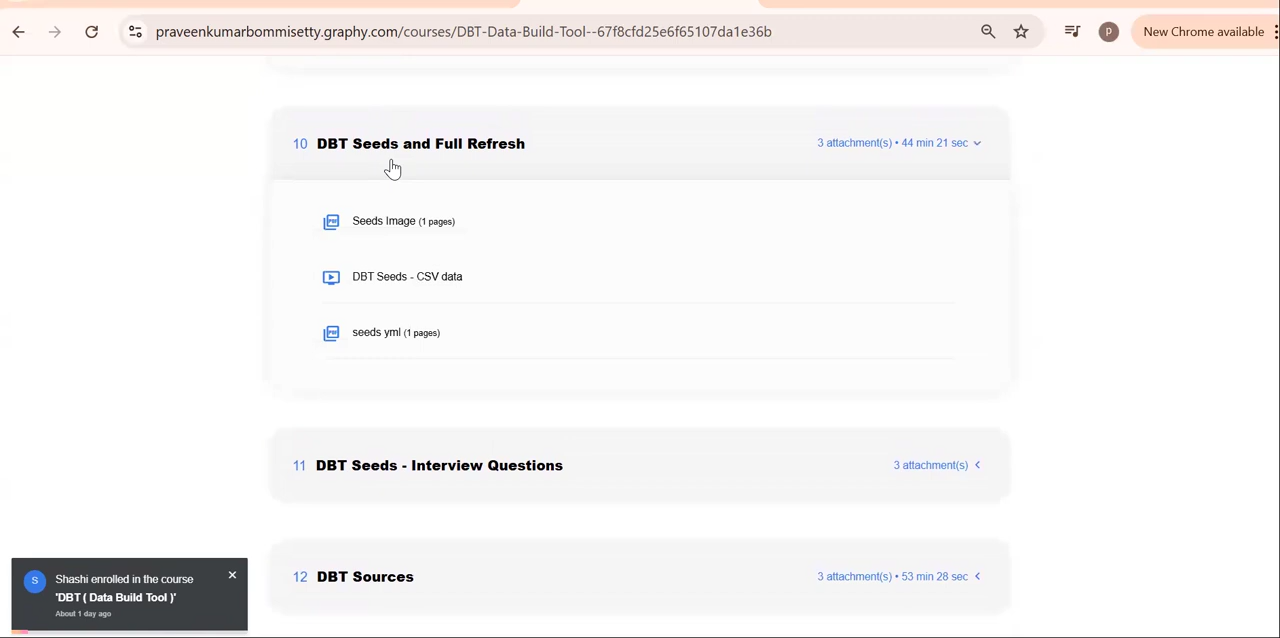 praveenkumarbommisetty.graphy.com/courses/DBT-Data-Build-Tool--67f8cfd25e6f65107da1e36b
p
New Chrome available
10 DBT Seeds and Full Refresh
3 attachment(s) • 44 min 21 sec
Seeds Image (1 pages)
DBT Seeds - CSV data
seeds yml (1 pages)
11 DBT Seeds - Interview Questions
3 attachment(s)
12 DBT Sources
3 attachment(s) • 53 min 28 sec
S
Shashi enrolled in the course
'DBT ( Data Build Tool )'
About 1 day ago